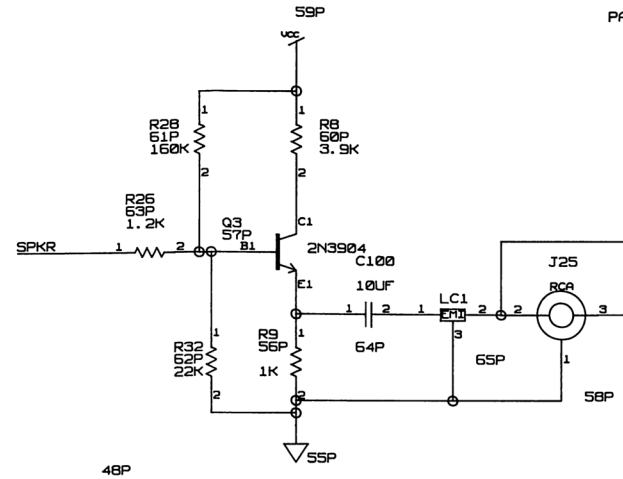 59P
PA
VCC
1
1
R28
61P
160K
R8
60P
3.9K
2
2
R26
63P
1.2K
Q3
57P
C1
SPKR
1
2
B1
2N3904
C100
10UF
J25
RCA
E1
LC1
1
2
1
EMI
2
2
3
3
1
R9
56P
1K
1
R32
62P
22K
64P
65P
1
2
2
58P
55P
48P